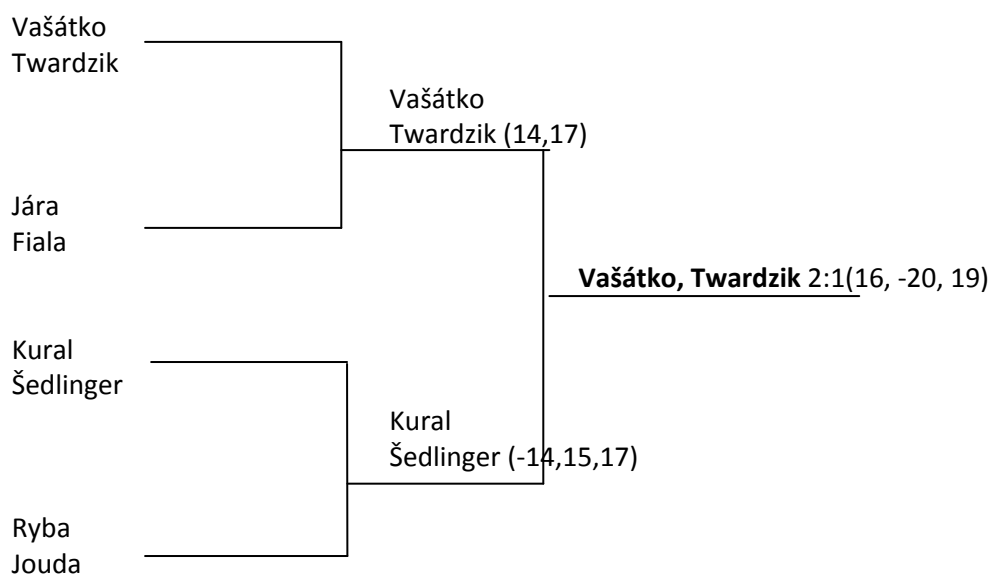 Vašátko
Twardzik
Vašátko
Twardzik (14,17)
Jára
Fiala
Vašátko, Twardzik 2:1(16, -20, 19)
Kural
Šedlinger
Kural
Šedlinger (-14,15,17)
Ryba
Jouda